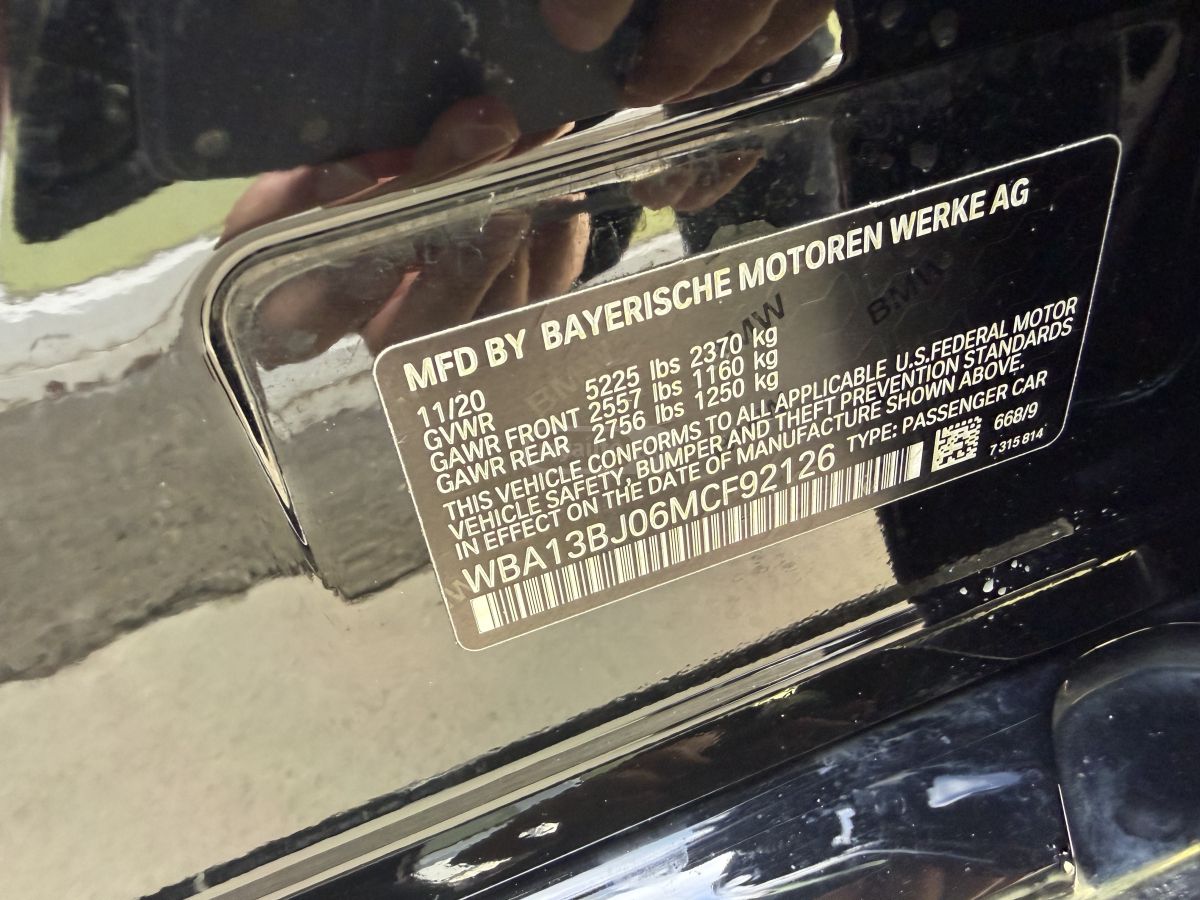 MFD BY BAYERISCHE MOTOREN WERKE AG
11/20
GVWR 5225 lbs 2370 kg
GAWR FRONT 2557 lbs 1160 kg
GAWR REAR 2756 lbs 1250 kg
THIS VEHICLE CONFORMS TO ALL APPLICABLE U.S.FEDERAL MOTOR
VEHICLE SAFETY, BUMPER AND THEFT PREVENTION STANDARDS
IN EFFECT ON THE DATE OF MANUFACTURE SHOWN ABOVE.
WBA13BJ06MCF92126 TYPE: PASSENGER CAR
668/9
7 315 814
BMW
BMW